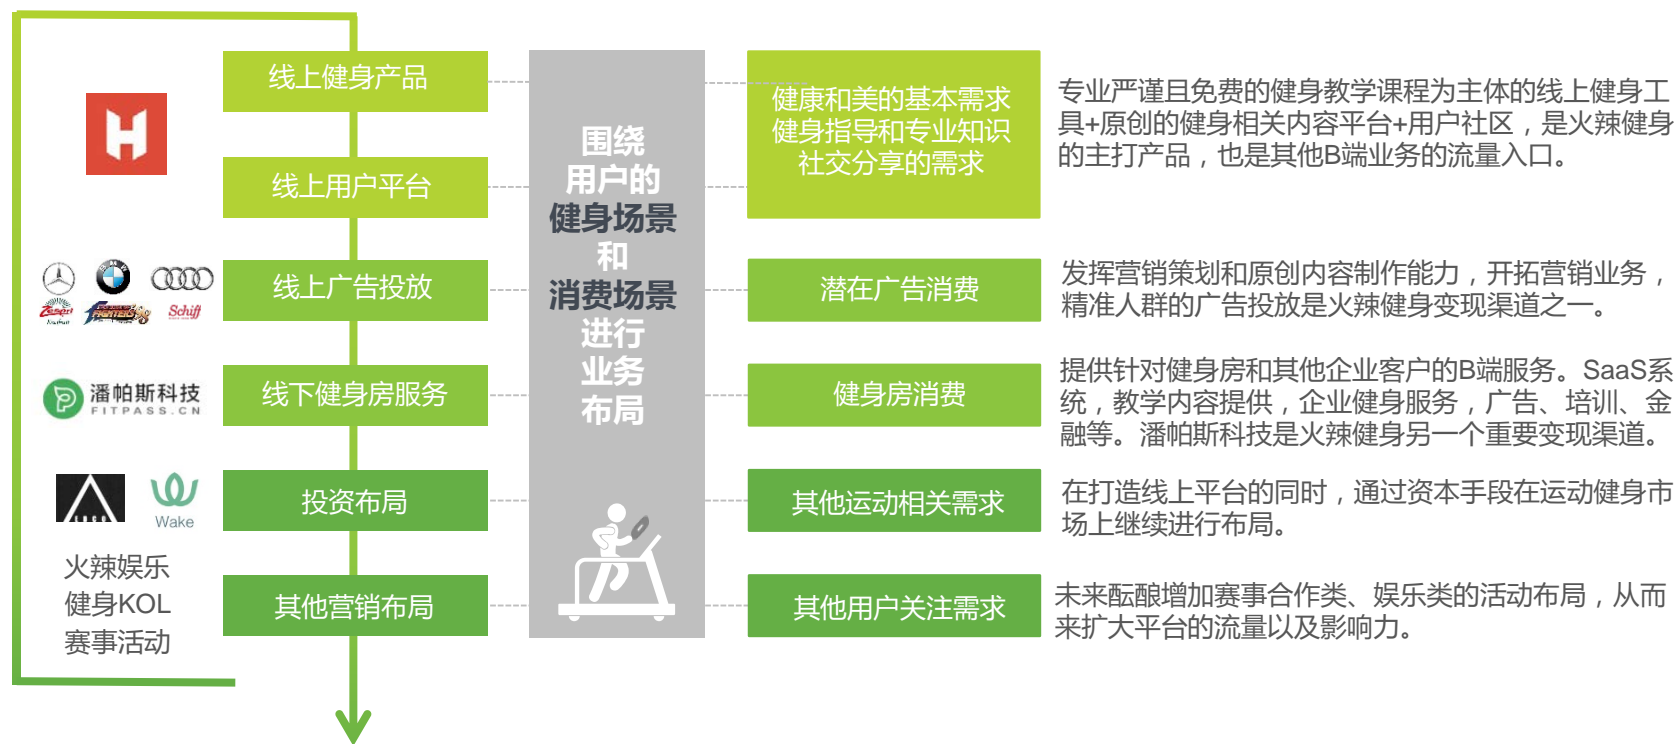 线上健身产品
线上用户平台
线上广告投放
线下健身房服务
投资布局
其他营销布局
H
Zespri
FIGHTERS 98
Schiff
潘帕斯科技
FITPASS.CN
LOCO
Wake
火辣娱乐
健身KOL
赛事活动
围绕
用户的
健身场景
和
消费场景
进行
业务
布局
健康和美的基本需求
健身指导和专业知识
社交分享的需求
潜在广告消费
健身房消费
其他运动相关需求
其他用户关注需求
专业严谨且免费的健身教学课程为主体的线上健身工
具+原创的健身相关内容平台+用户社区，是火辣健身
的主打产品，也是其他B端业务的流量入口。
发挥营销策划和原创内容制作能力，开拓营销业务，
精准人群的广告投放是火辣健身变现渠道之一。
提供针对健身房和其他企业客户的B端服务。SaaS系
统，教学内容提供，企业健身服务，广告、培训、金
融等。潘帕斯科技是火辣健身另一个重要变现渠道。
在打造线上平台的同时，通过资本手段在运动健身市
场上继续进行布局。
未来酝酿增加赛事合作类、娱乐类的活动布局，从而
来扩大平台的流量以及影响力。